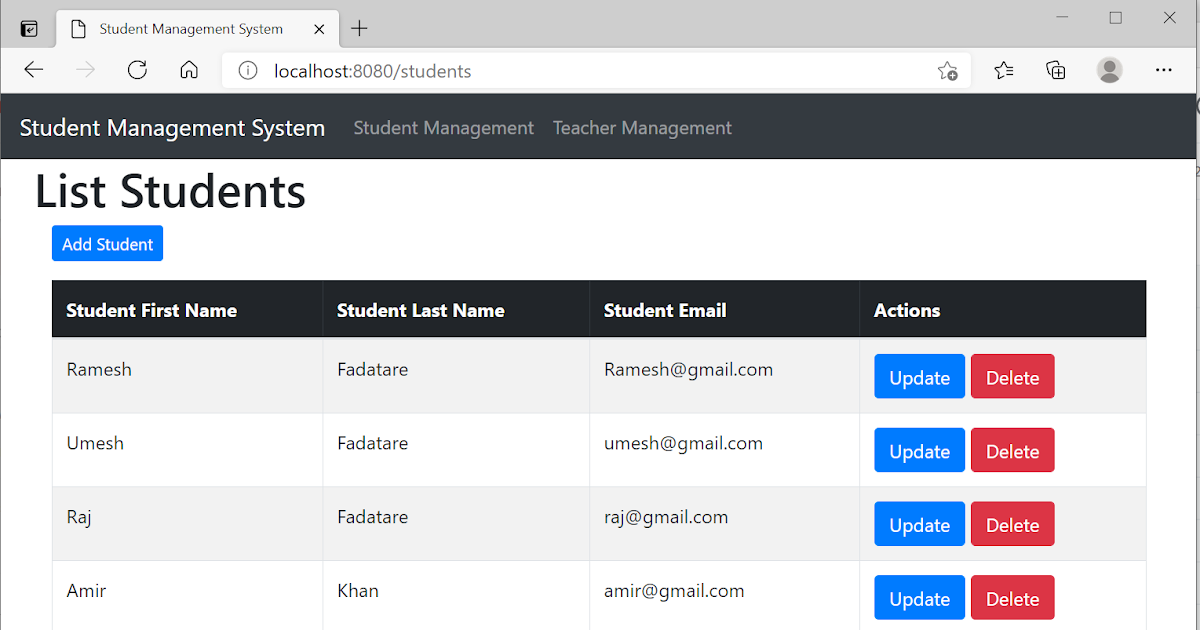 Student Management System
localhost:8080/students
Student Management System Student Management Teacher Management
List Students
Add Student
Student First Name Student Last Name Student Email Actions
Ramesh Fadatare Ramesh@gmail.com Update Delete
Umesh Fadatare umesh@gmail.com Update Delete
Raj Fadatare raj@gmail.com Update Delete
Amir Khan amir@gmail.com Update Delete